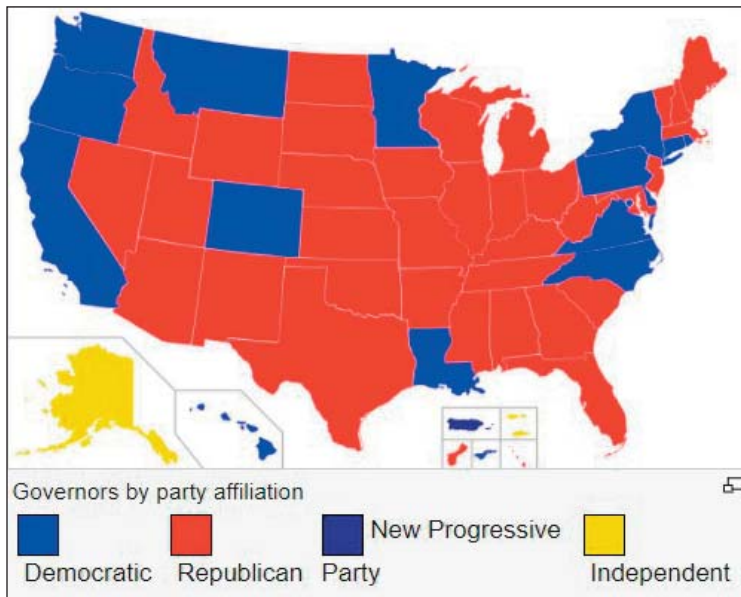 Governors by party affiliation
Democratic
Republican
New Progressive
Party
Independent